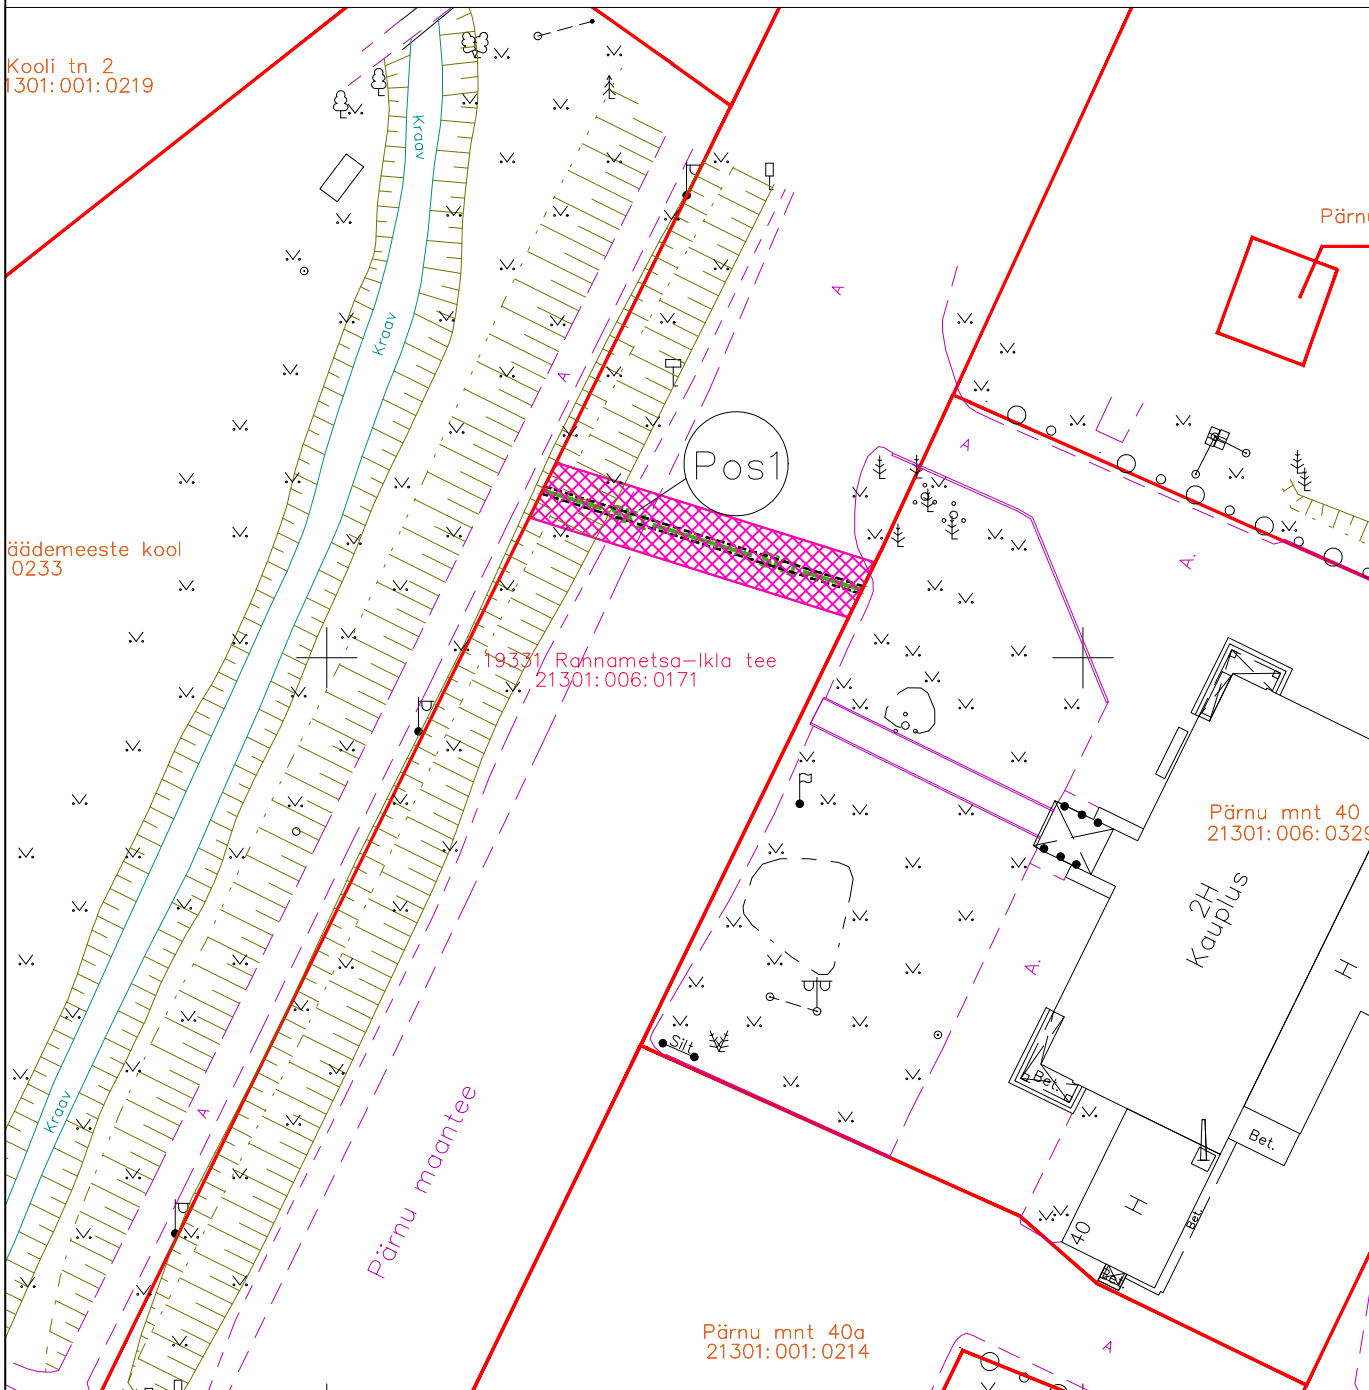 Kooli tn 2
1301:001:0219
Kraav
Pärnu
A
Kraav
A
A
Pos1
A.
äädemeeste kool
0233
19331 Rannametsa-Ikla tee
21301:006:0171
Pärnu mnt 40
21301:006:0329
2H
Kauplus
H
A.
Silt
Bet.
Kraav
A
Pärnu maantee
Bet.
H
Bet.
40
Pärnu mnt 40a
21301:001:0214
A